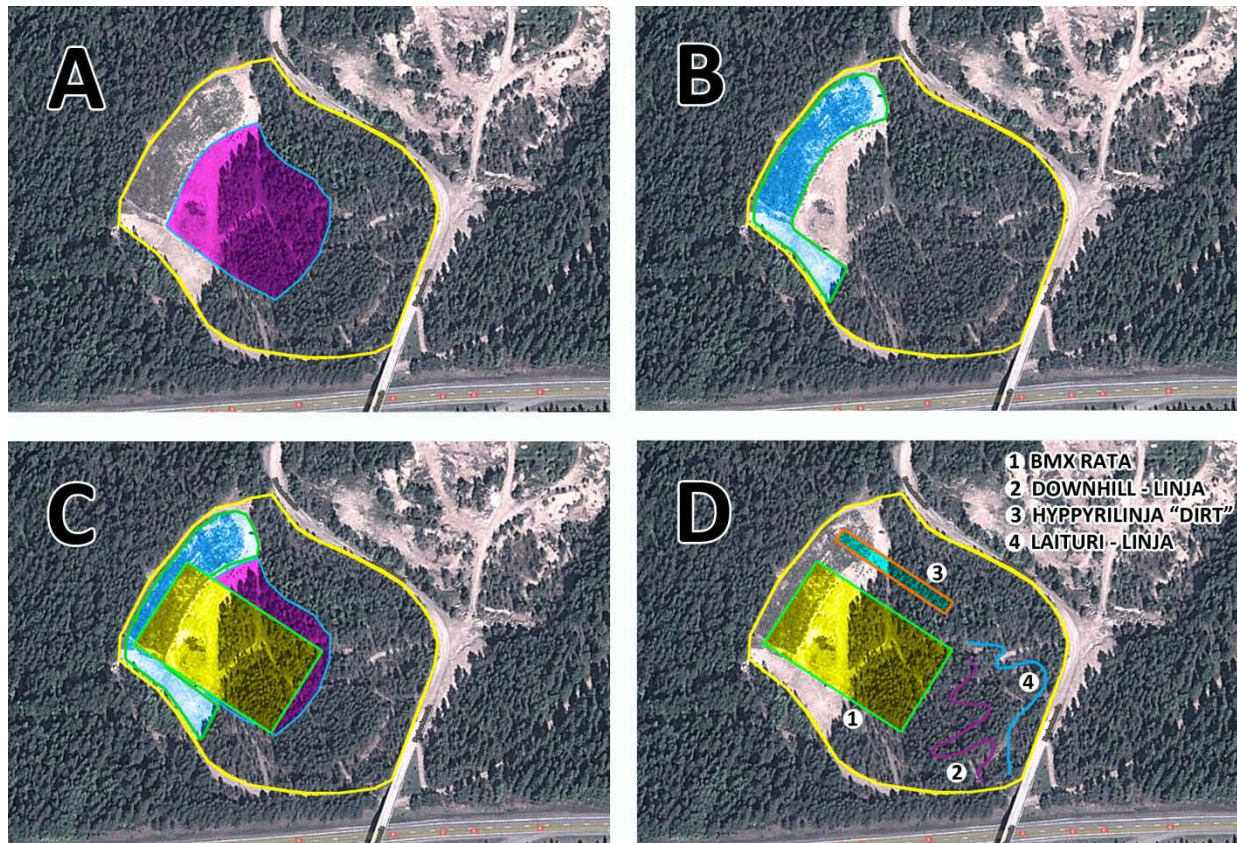 A
B
C
D
1 BMX RATA
2 DOWNHILL - LINJA
3 HYPPYRILINJA “DIRT”
4 LAITURI - LINJA
3
4
1
2